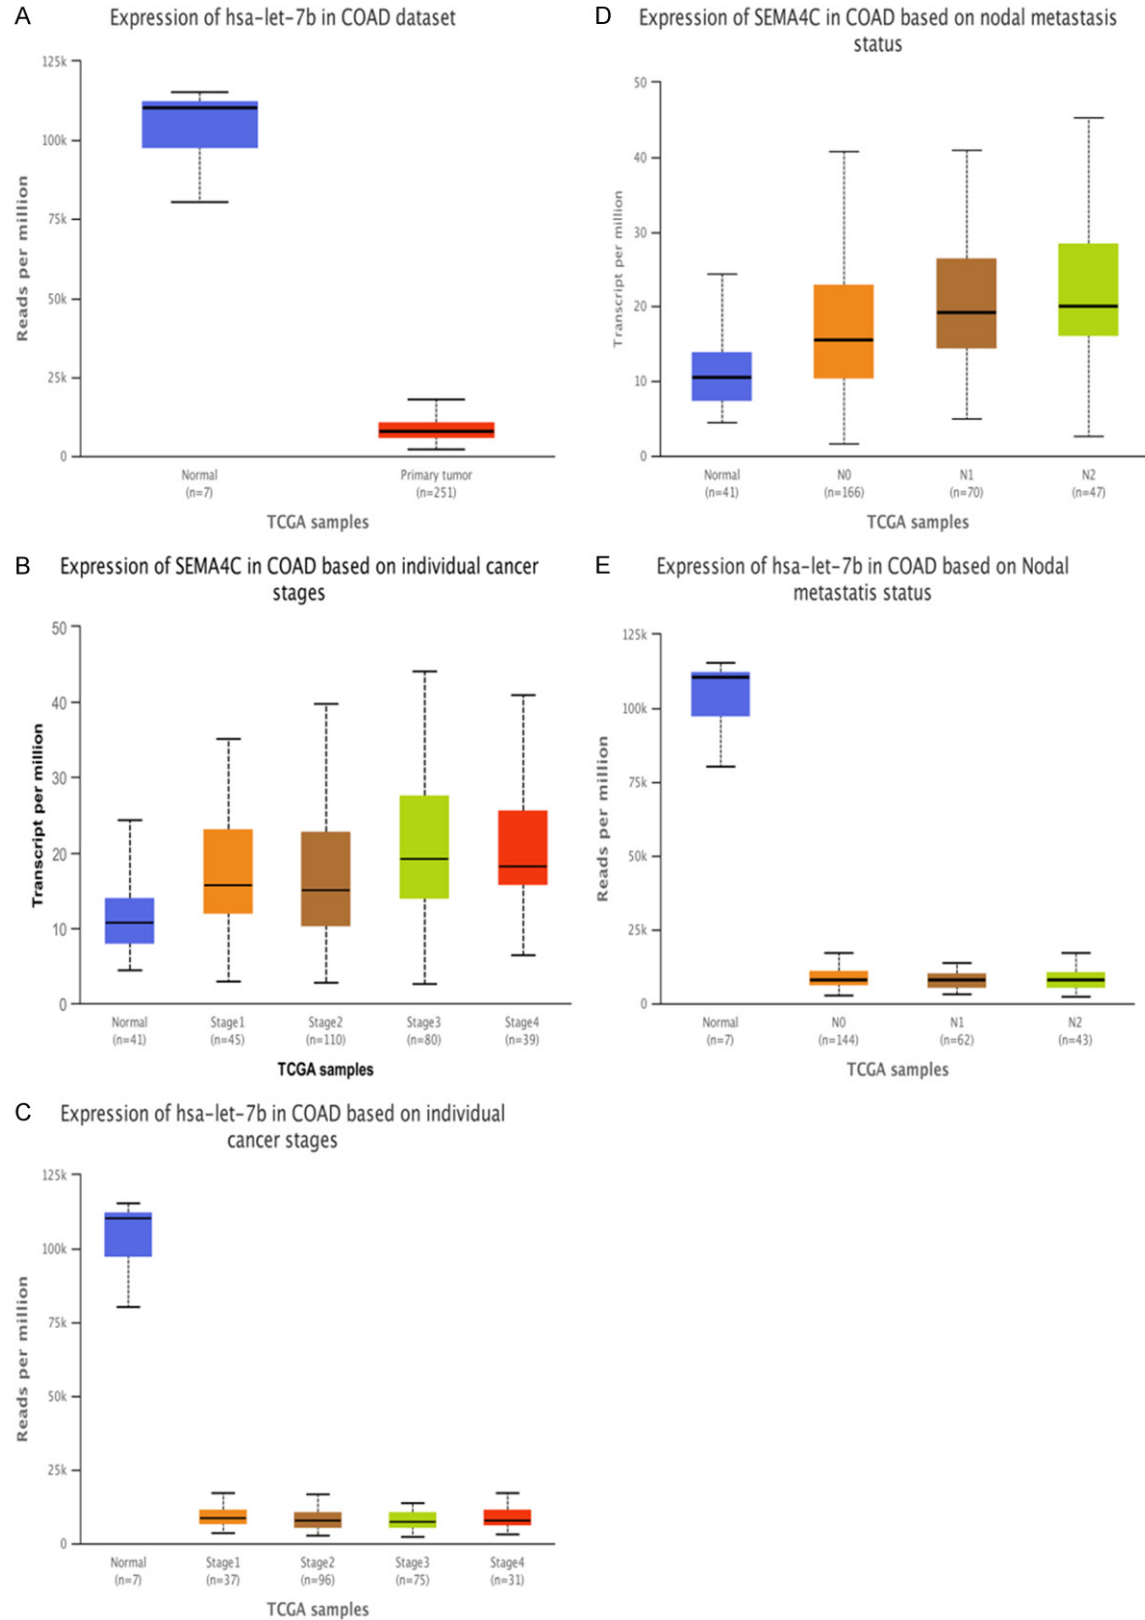 A
Expression of hsa-let-7b in COAD dataset
125k
100k
75k
50k
25k
0
Reads per million
Normal
(n=7)
Primary tumor
(n=251)
TCGA samples
B
Expression of SEMA4C in COAD based on individual cancer
stages
50
40
30
20
10
0
Transcript per million
Normal
(n=41)
Stage1
(n=45)
Stage2
(n=110)
Stage3
(n=80)
Stage4
(n=39)
TCGA samples
C
Expression of hsa-let-7b in COAD based on individual
cancer stages
125k
100k
75k
50k
25k
0
Reads per million
Normal
(n=7)
Stage1
(n=37)
Stage2
(n=96)
Stage3
(n=75)
Stage4
(n=31)
TCGA samples
D
Expression of SEMA4C in COAD based on nodal metastasis
status
50
40
30
20
10
0
Transcript per million
Normal
(n=41)
N0
(n=166)
N1
(n=70)
N2
(n=47)
TCGA samples
E
Expression of hsa-let-7b in COAD based on Nodal
metastatis status
125k
100k
75k
50k
25k
0
Reads per million
Normal
(n=7)
N0
(n=144)
N1
(n=62)
N2
(n=43)
TCGA samples